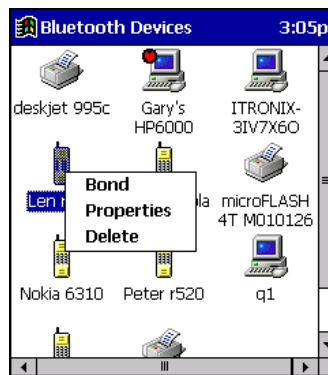 Bluetooth Devices 3:05p
deskjet 995c
Gary's
HP6000
ITRONIX-
3IV7X6O
Len
Bond
Properties
Delete
microFLASH
4T M010126
Nokia 6310
Peter r520
q1